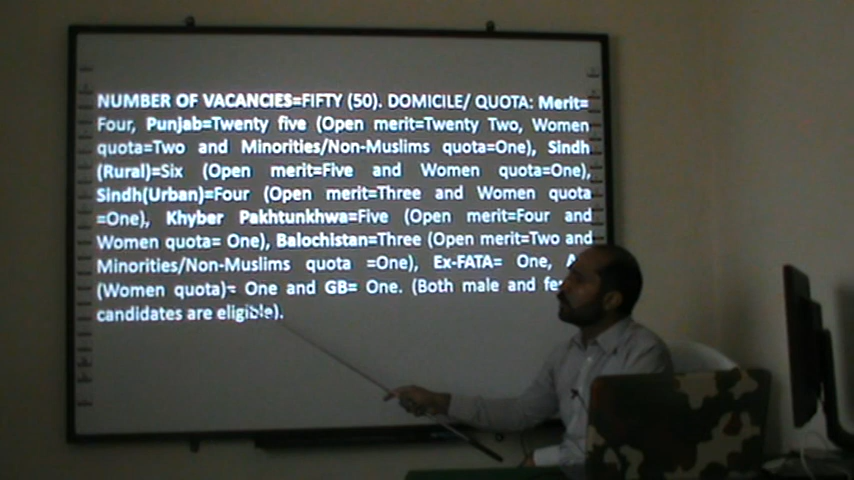 NUMBER OF VACANCIES=FIFTY (50). DOMICILE/ QUOTA: Merit=
Four, Punjab=Twenty five (Open merit=Twenty Two, Women
quota=Two and Minorities/Non-Muslims quota=One), Sindh
(Rural)=Six (Open merit=Five and Women quota=One),
Sindh(Urban)=Four (Open merit=Three and Women quota
=One), Khyber Pakhtunkhwa=Five (Open merit=Four and
Women quota= One), Balochistan=Three (Open merit=Two and
Minorities/Non-Muslims quota =One), Ex-FATA= One,
(Women quota)= One and GB= One. (Both male and
candidates are eligible).